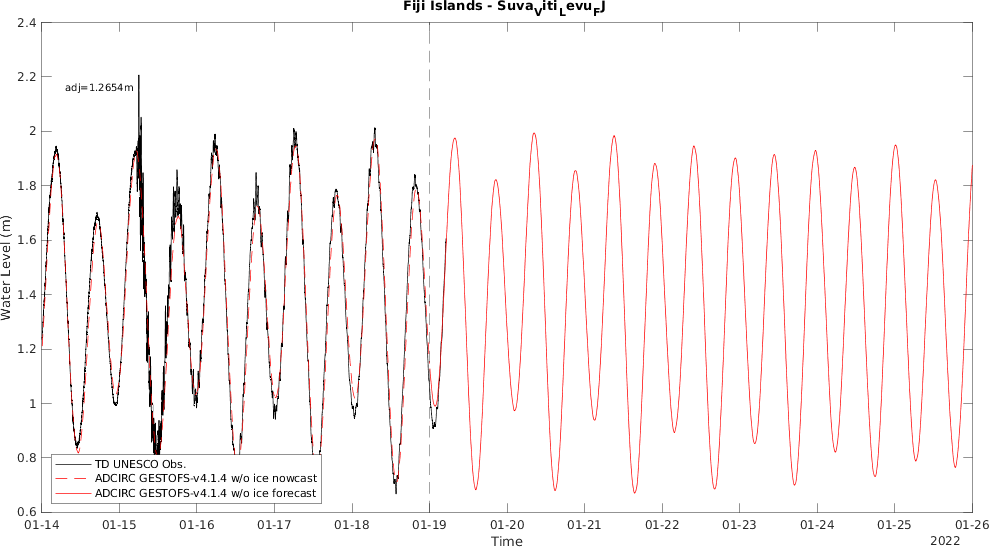 Fiji Islands - SuvaVitiLevuFJ
2.4
2.2
adj=1.2654m
2
1.8
1.6
Water Level (m)
1.4
1.2
1
0.8
TD UNESCO Obs.
ADCIRC GESTOFS-v4.1.4 w/o ice nowcast
ADCIRC GESTOFS-v4.1.4 w/o ice forecast
0.6
01-14 01-15 01-16 01-17 01-18 01-19 01-20 01-21 01-22 01-23 01-24 01-25 01-26
Time
2022